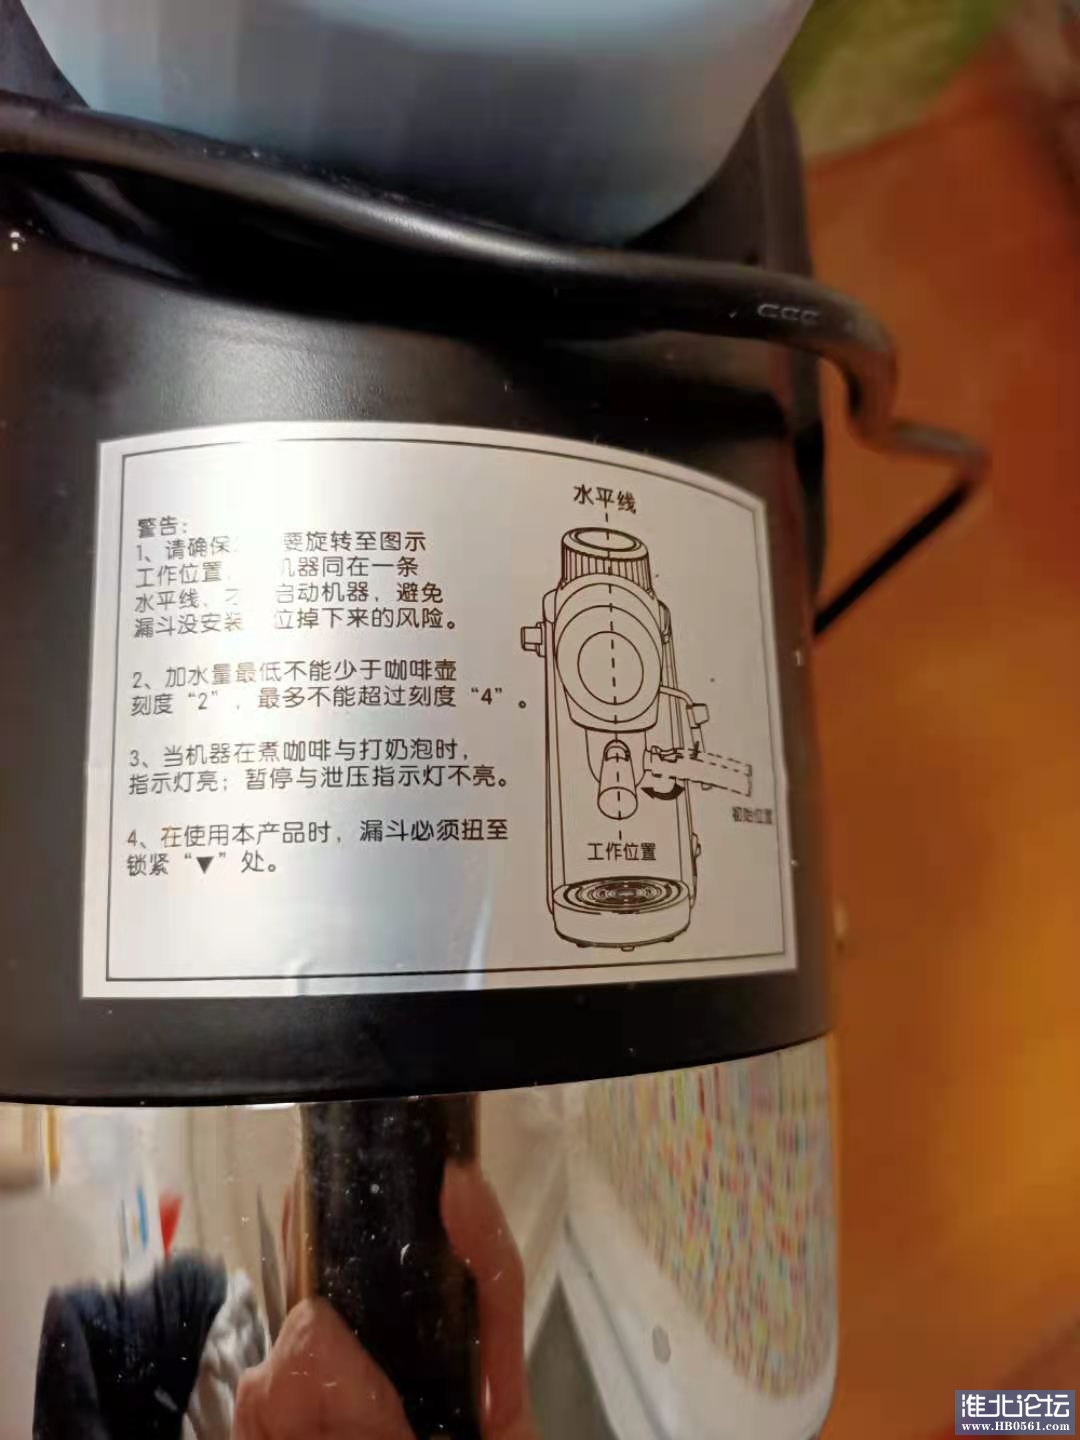 警告:
1、请确保 要旋转至图示
工作位置, 机器同在一条
水平线、才 启动机器,避免
漏斗没安装 位掉下来的风险。
2、加水量最低不能少于咖啡壶
刻度“2”,最多不能超过刻度“4”。
3、当机器在煮咖啡与打奶泡时,
指示灯亮;暂停与泄压指示灯不亮。
4、在使用本产品时,漏斗必须扭至
锁紧“▼”处。
水平线
初始位置
工作位置
淮北论坛
www.HB0561.com